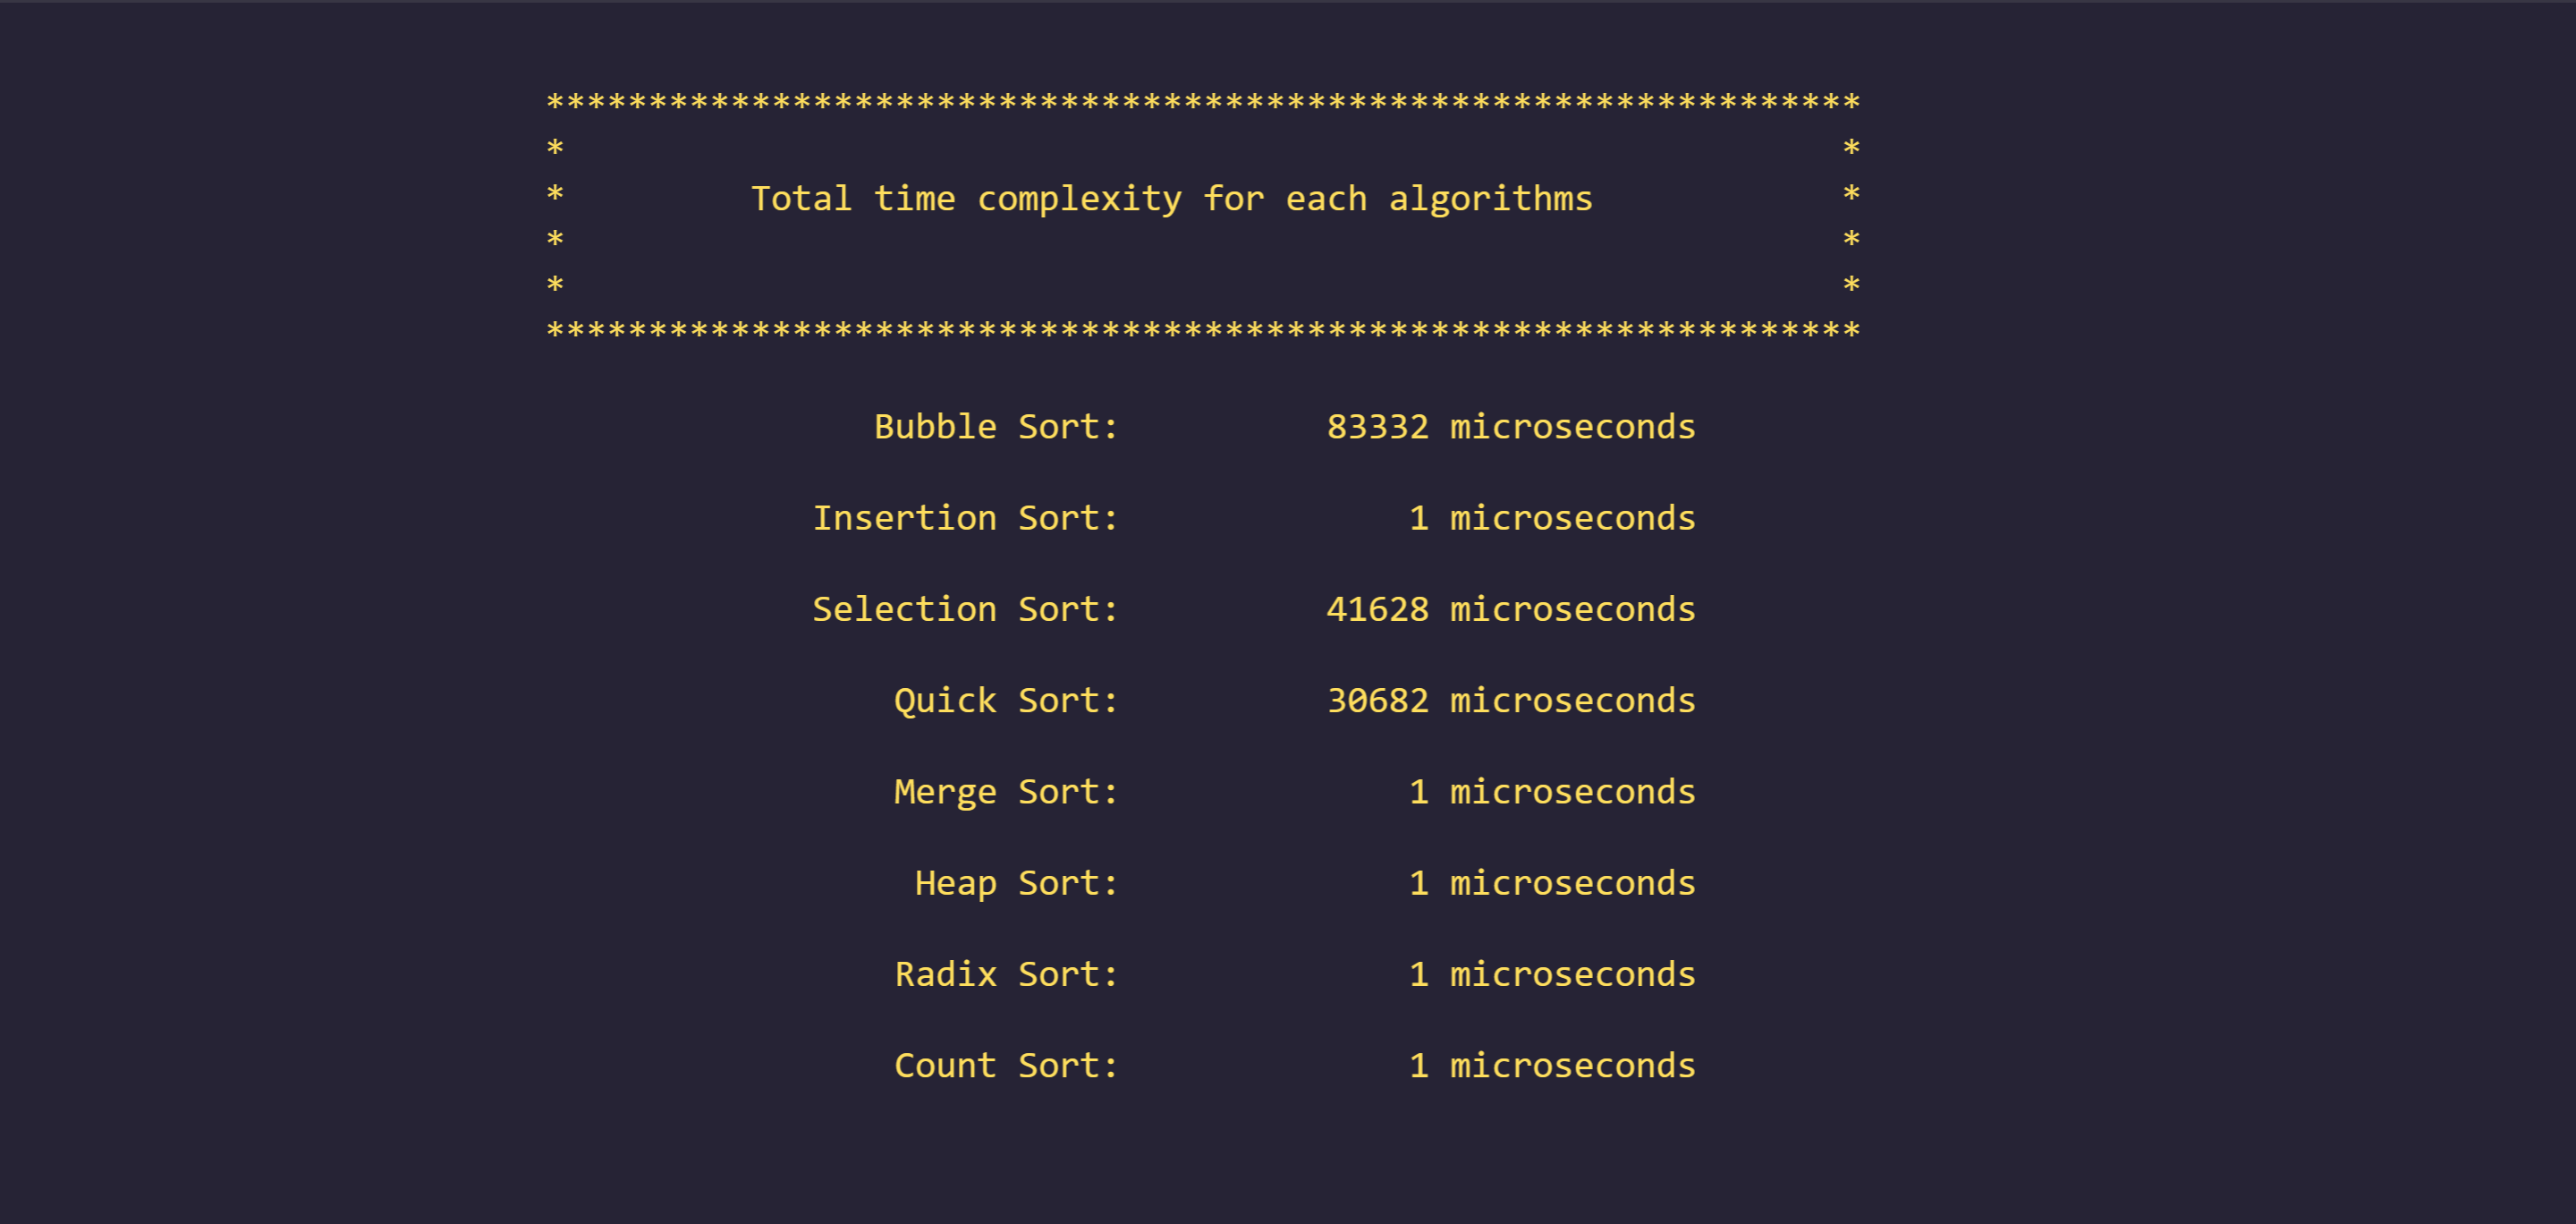 ****************************************************************
* *
* Total time complexity for each algorithms *
* *
* *
****************************************************************
Bubble Sort: 83332 microseconds
Insertion Sort: 1 microseconds
Selection Sort: 41628 microseconds
Quick Sort: 30682 microseconds
Merge Sort: 1 microseconds
Heap Sort: 1 microseconds
Radix Sort: 1 microseconds
Count Sort: 1 microseconds